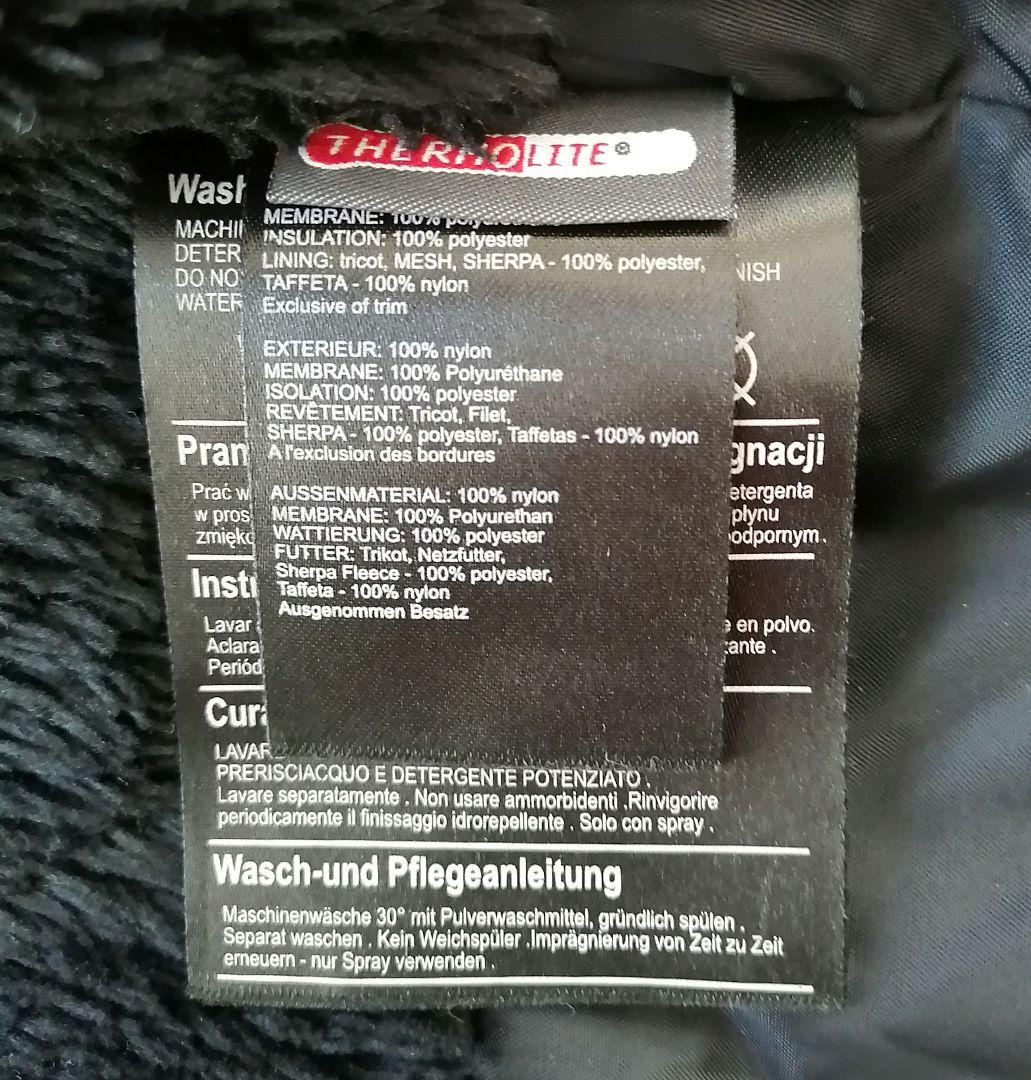 THERMOLITE®
MEMBRANE: 100%
INSULATION: 100% polyester
LINING: tricot, MESH, SHERPA - 100% polyester,
TAFFETA - 100% nylon
Exclusive of trim
EXTERIEUR: 100% nylon
MEMBRANE: 100% Polyuréthane
ISOLATION: 100% polyester
REVÊTEMENT: Tricot, Filet,
SHERPA - 100% polyester, Taffetas - 100% nylon
A l'exclusion des bordures
AUSSENMATERIAL: 100% nylon
MEMBRANE: 100% Polyurethan
WATTIERUNG: 100% polyester
FUTTER: Trikot, Netzfutter,
Sherpa Fleece - 100% polyester,
Taffeta - 100% nylon
Ausgenommen Besatz
Wash
MACHI
DETER
DO NO
WATER
NISH
Pran gnacji
Prać w etergenta
w pros płynu
zmiękc odpornym.
Instr
Lavar e en polvo.
Aclara tante .
Periód
Cura
LAVAR
PRERISCIACQUO E DETERGENTE POTENZIATO .
Lavare separatamente . Non usare ammorbidenti .Rinvigorire
periodicamente il finissaggio idrorepellente . Solo con spray .
Wasch-und Pflegeanleitung
Maschinenwäsche 30° mit Pulverwaschmittel, gründlich spülen .
Separat waschen . Kein Weichspüler .Imprägnierung von Zeit zu Zeit
erneuern - nur Spray verwenden .